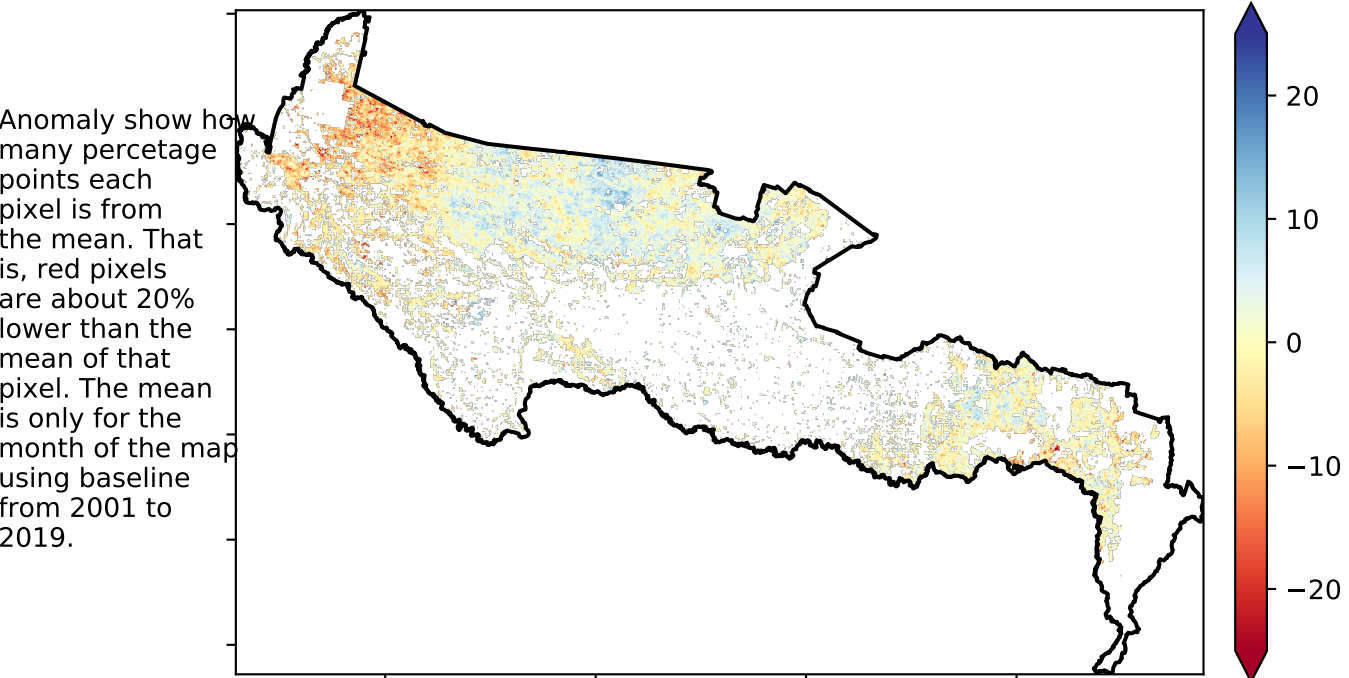 Anomaly show how
many percetage
points each
pixel is from
the mean. That
is, red pixels
are about 20%
lower than the
mean of that
pixel. The mean
is only for the
month of the map
using baseline
from 2001 to
2019.
20
10
0
−10
−20